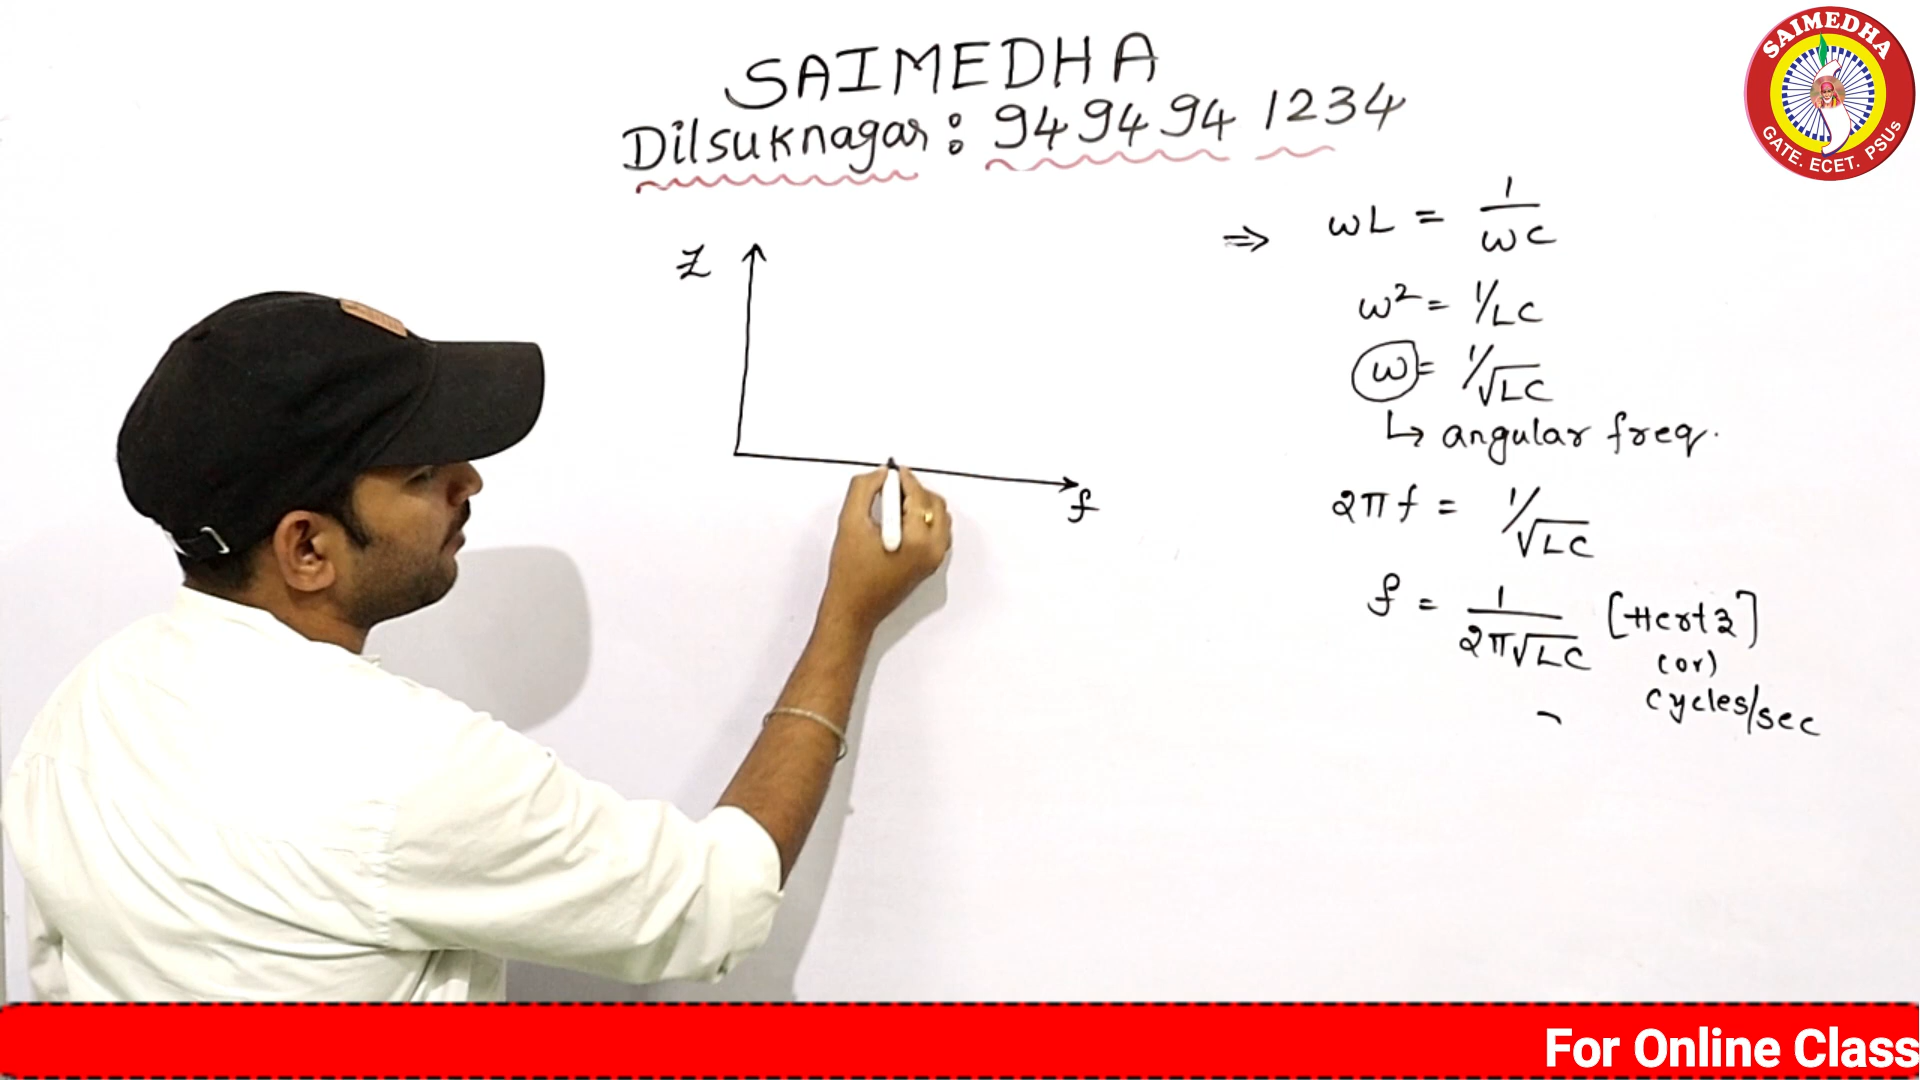 SAIMEDHA
Dilsuknagar : 949494 1234
SAIMEDHA
GATE. ECET. PSUs
Z
f
⇒ ωL = 1/ωC
ω² = 1/LC
ω = 1/√LC
↳ angular freq.
2πf = 1/√LC
f = 1/2π√LC [Hertz]
(or)
cycles/sec
For Online Class